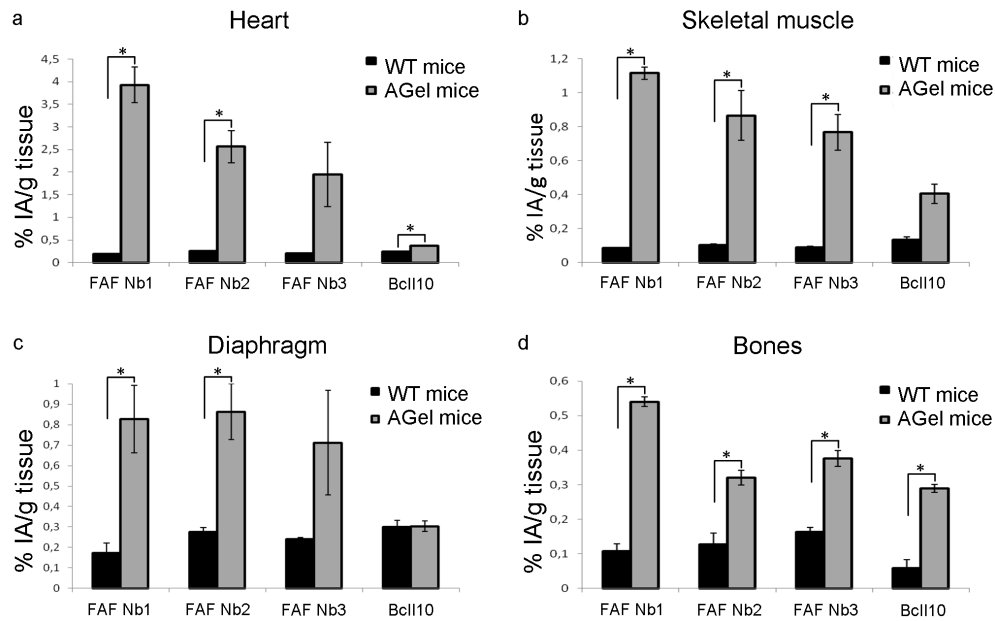 a
Heart
% IA/g tissue
4,5
4
3,5
3
2,5
2
1,5
1
0,5
0
*
*
*
WT mice
AGel mice
FAF Nb1
FAF Nb2
FAF Nb3
BcII10
b
Skeletal muscle
% IA/g tissue
1,2
1
0,8
0,6
0,4
0,2
0
*
*
*
WT mice
AGel mice
FAF Nb1
FAF Nb2
FAF Nb3
BcII10
c
Diaphragm
% IA/g tissue
1
0,9
0,8
0,7
0,6
0,5
0,4
0,3
0,2
0,1
0
*
*
WT mice
AGel mice
FAF Nb1
FAF Nb2
FAF Nb3
BcII10
d
Bones
% IA/g tissue
0,6
0,5
0,4
0,3
0,2
0,1
0
*
*
*
*
WT mice
AGel mice
FAF Nb1
FAF Nb2
FAF Nb3
BcII10